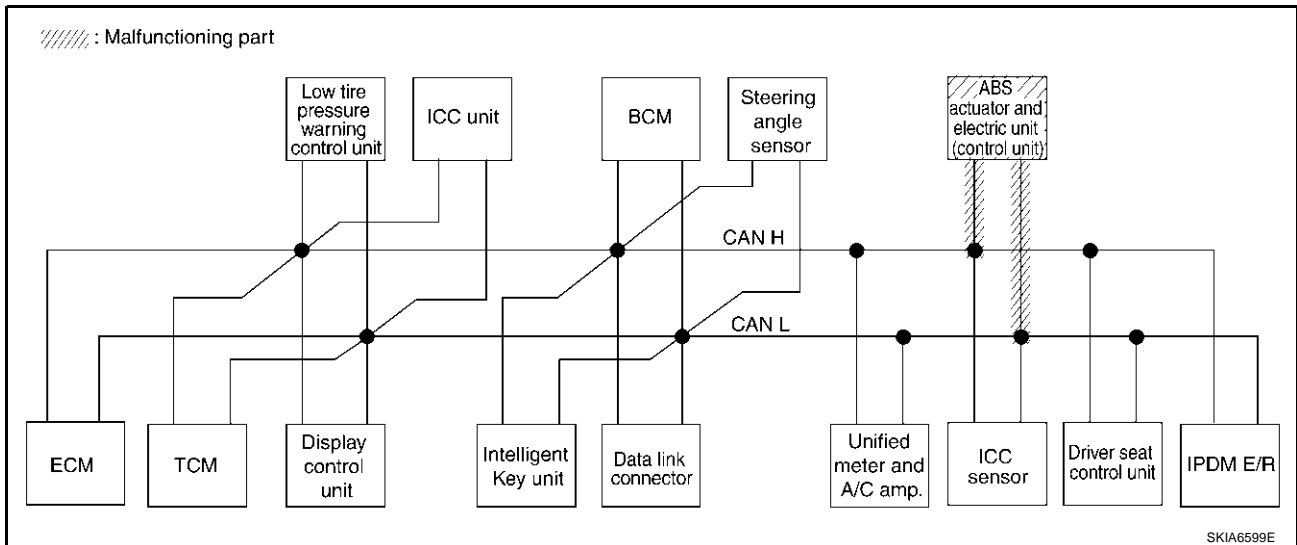 : Malfunctioning part
Low tire
pressure
warning
control unit
ICC unit
BCM
Steering
angle
sensor
ABS
actuator and
electric unit
(control unit)
CAN H
CAN L
ECM
TCM
Display
control
unit
Intelligent
Key unit
Data link
connector
Unified
meter and
A/C amp.
ICC
sensor
Driver seat
control unit
IPDM E/R
SKIA6599E